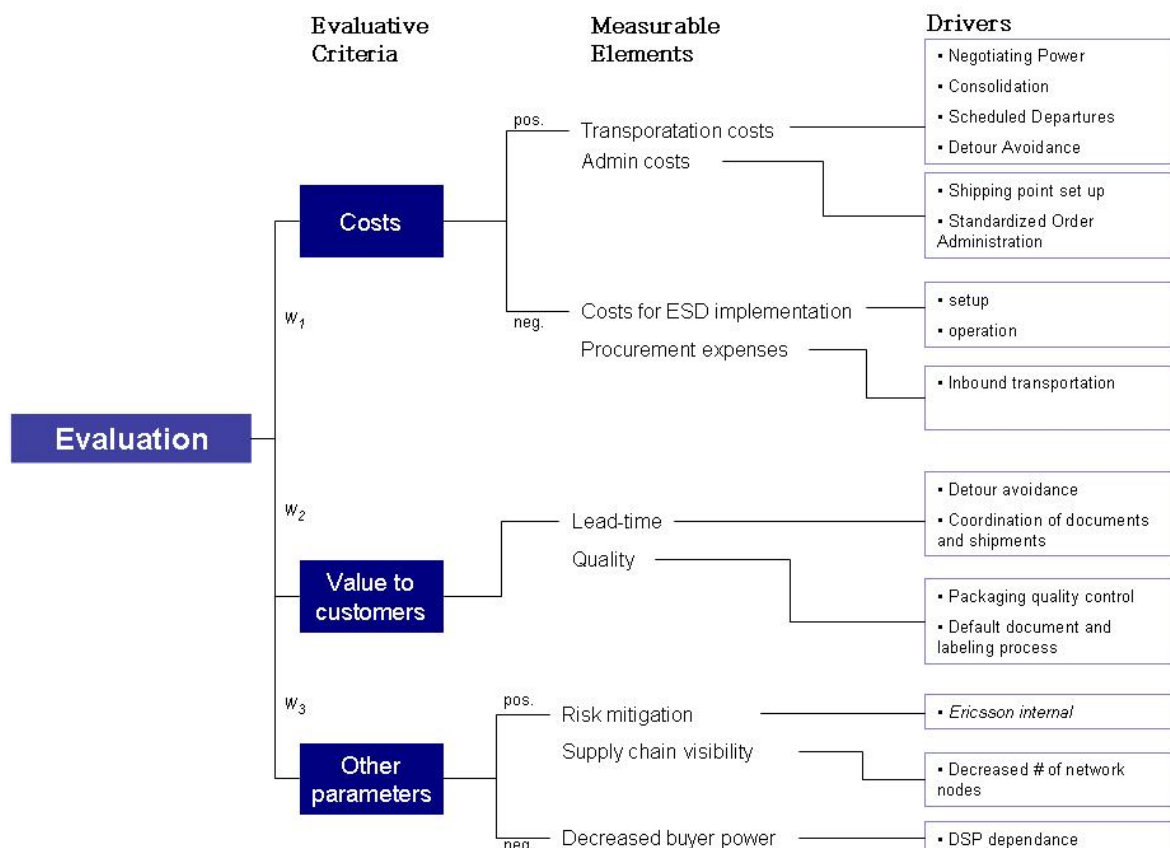 Evaluative
Criteria
Measurable
Elements
Drivers
▪ Negotiating Power
▪ Consolidation
▪ Scheduled Departures
▪ Detour Avoidance
pos.
Transporatation costs
Admin costs
▪ Shipping point set up
▪ Standardized Order
Administration
Costs
w1
neg.
Costs for ESD implementation
Procurement expenses
▪ setup
▪ operation
▪ Inbound transportation
Evaluation
w2
Lead-time
Quality
▪ Detour avoidance
▪ Coordination of documents
and shipments
Value to
customers
▪ Packaging quality control
▪ Default document and
labeling process
w3
pos.
Risk mitigation
Supply chain visibility
▪ Ericsson internal
▪ Decreased # of network
nodes
Other
parameters
neg.
Decreased buyer power
▪ DSP dependance